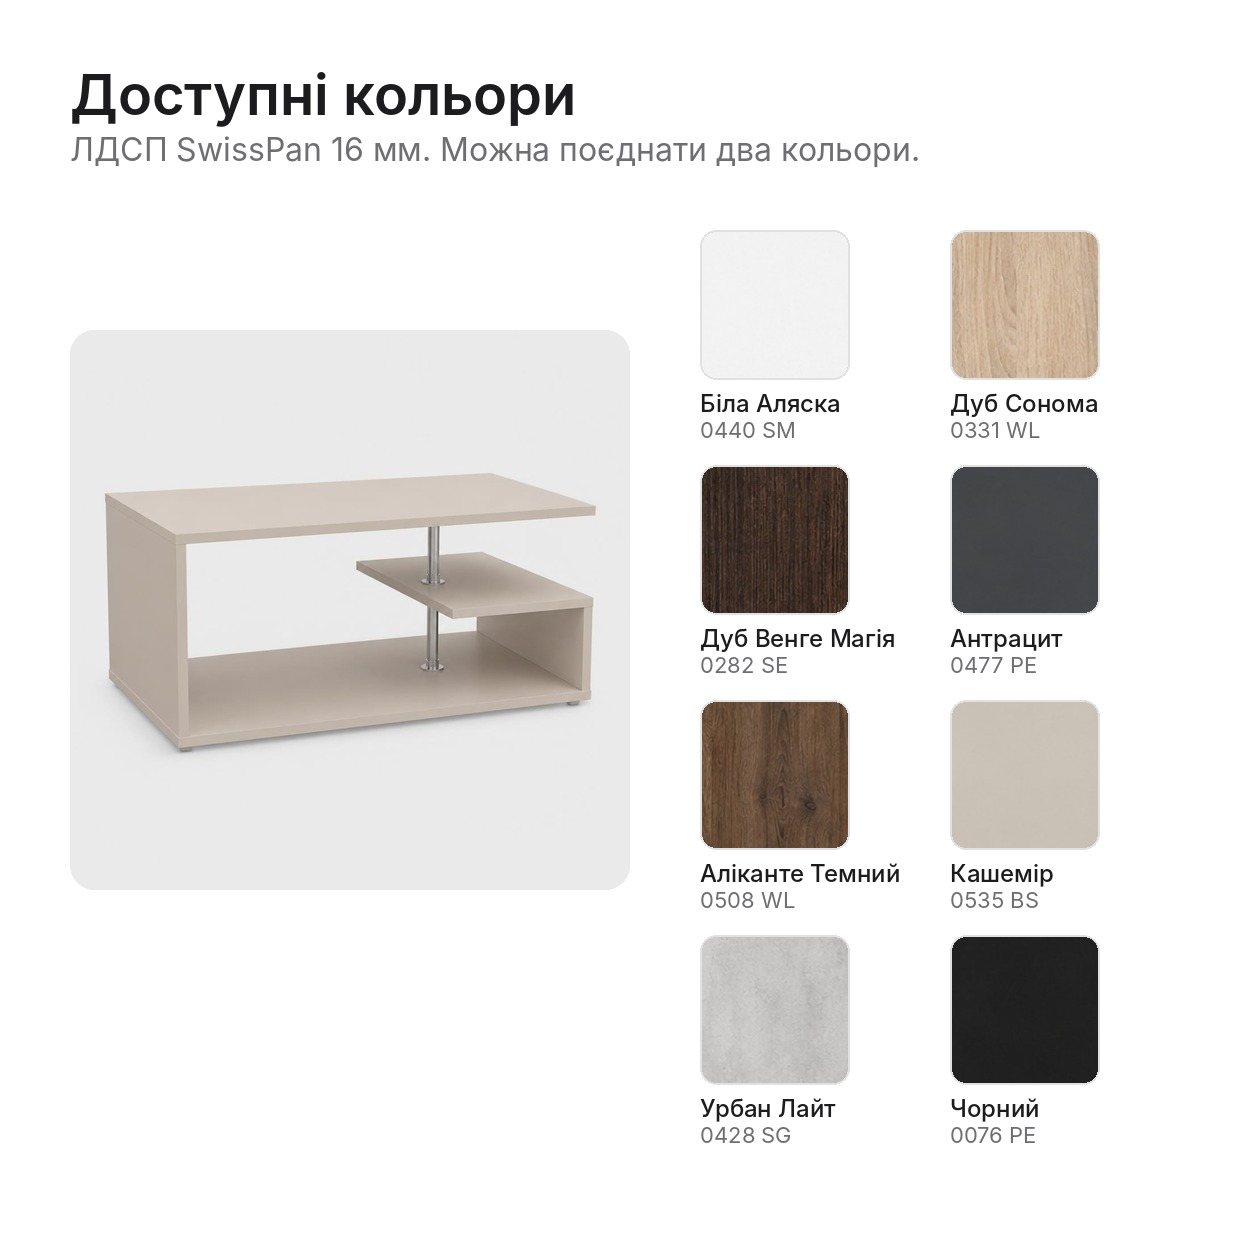 Доступні кольори
ЛДСП SwissPan 16 мм. Можна поєднати два кольори.
Біла Аляска
0440 SM
Дуб Сонома
0331 WL
Дуб Венге Магія
0282 SE
Антрацит
0477 PE
Аліканте Темний
0508 WL
Кашемір
0535 BS
Урбан Лайт
0428 SG
Чорний
0076 PE